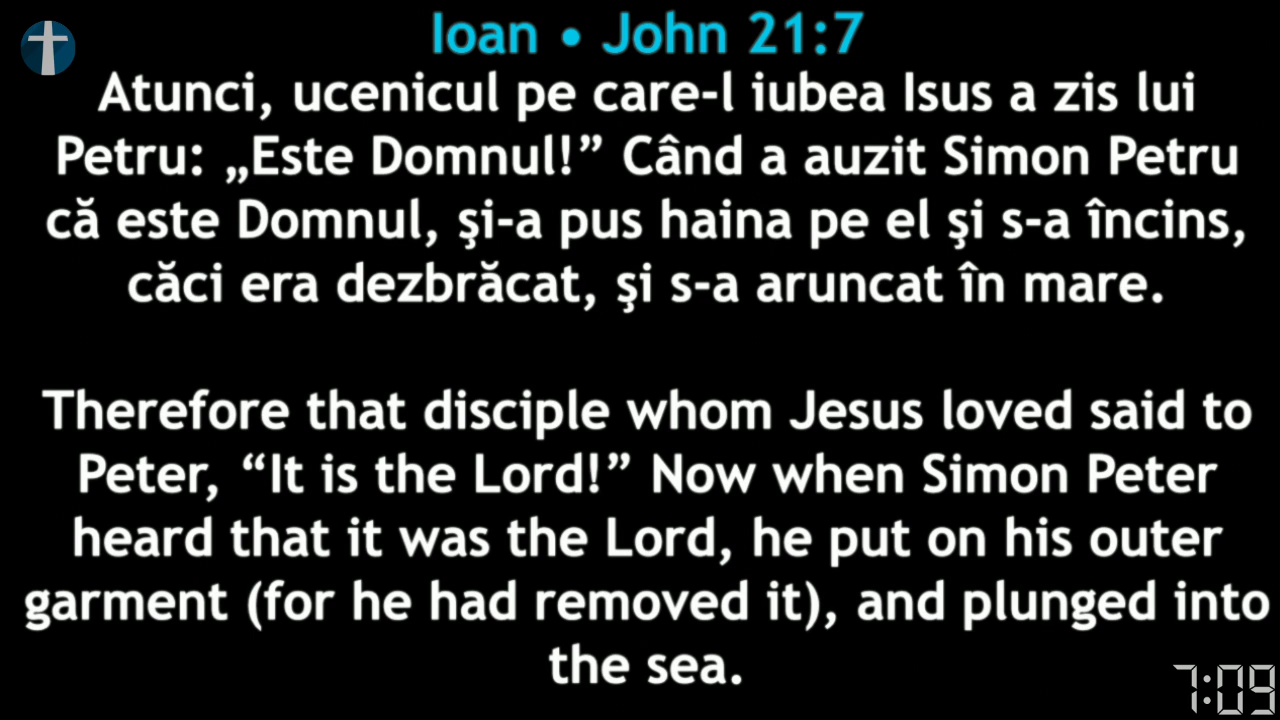 Ioan • John 21:7
Atunci, ucenicul pe care-l iubea Isus a zis lui
Petru: „Este Domnul!” Când a auzit Simon Petru
că este Domnul, şi-a pus haina pe el şi s-a încins,
căci era dezbrăcat, şi s-a aruncat în mare.
Therefore that disciple whom Jesus loved said to
Peter, “It is the Lord!” Now when Simon Peter
heard that it was the Lord, he put on his outer
garment (for he had removed it), and plunged into
the sea.
7:09